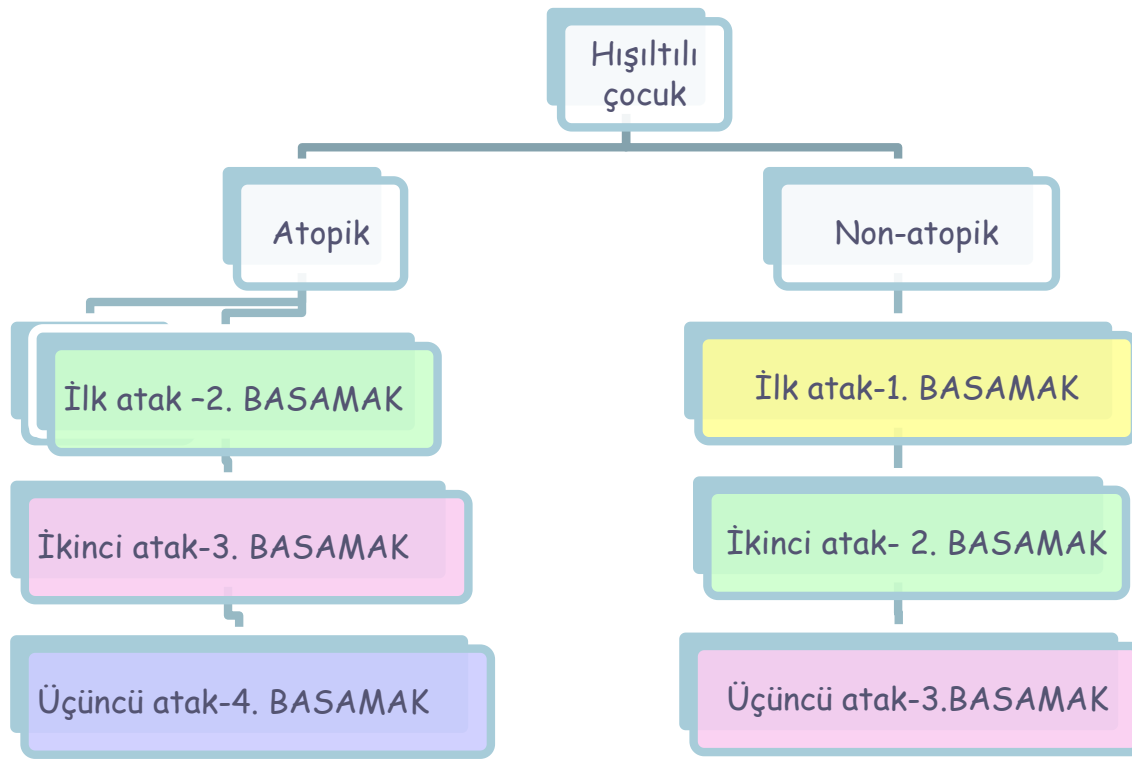 Hışıltılı
çocuk
Atopik
Non-atopik
İlk atak –2. BASAMAK
İlk atak-1. BASAMAK
İkinci atak-3. BASAMAK
İkinci atak- 2. BASAMAK
Üçüncü atak-4. BASAMAK
Üçüncü atak-3.BASAMAK